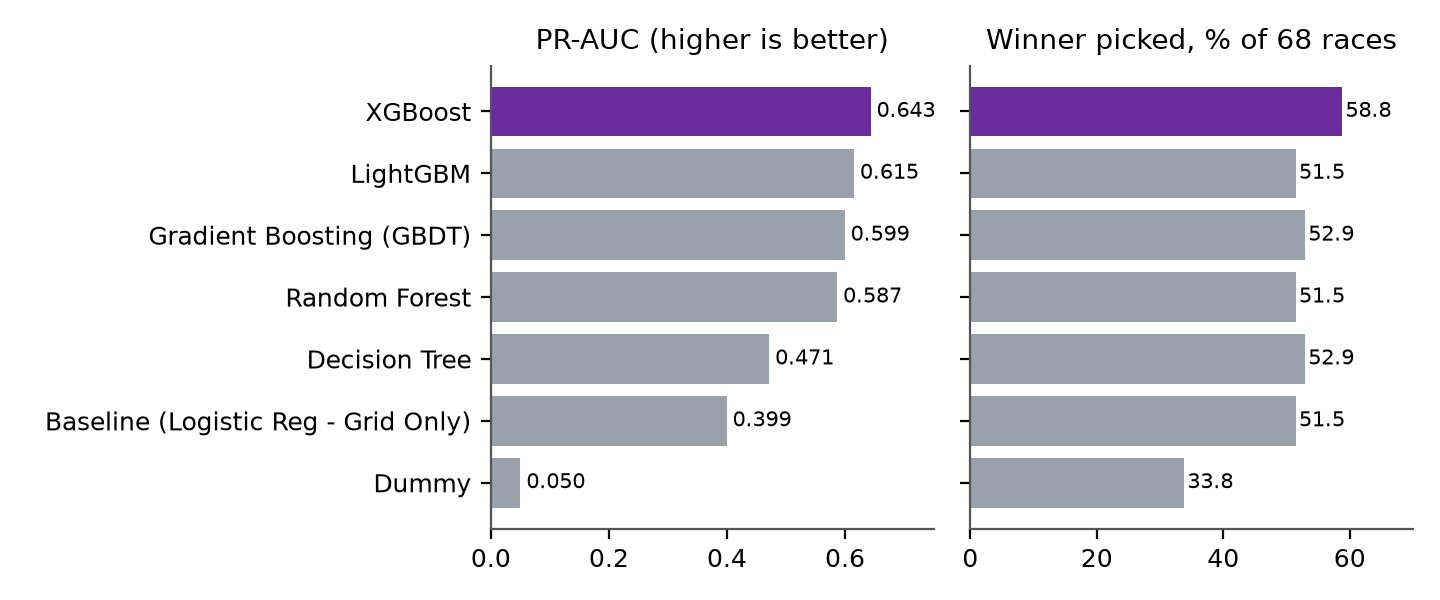 PR-AUC (higher is better)
Winner picked, % of 68 races
XGBoost 0.643 58.8
LightGBM 0.615 51.5
Gradient Boosting (GBDT) 0.599 52.9
Random Forest 0.587 51.5
Decision Tree 0.471 52.9
Baseline (Logistic Reg - Grid Only) 0.399 51.5
Dummy 0.050 33.8
0.0 0.2 0.4 0.6
0 20 40 60